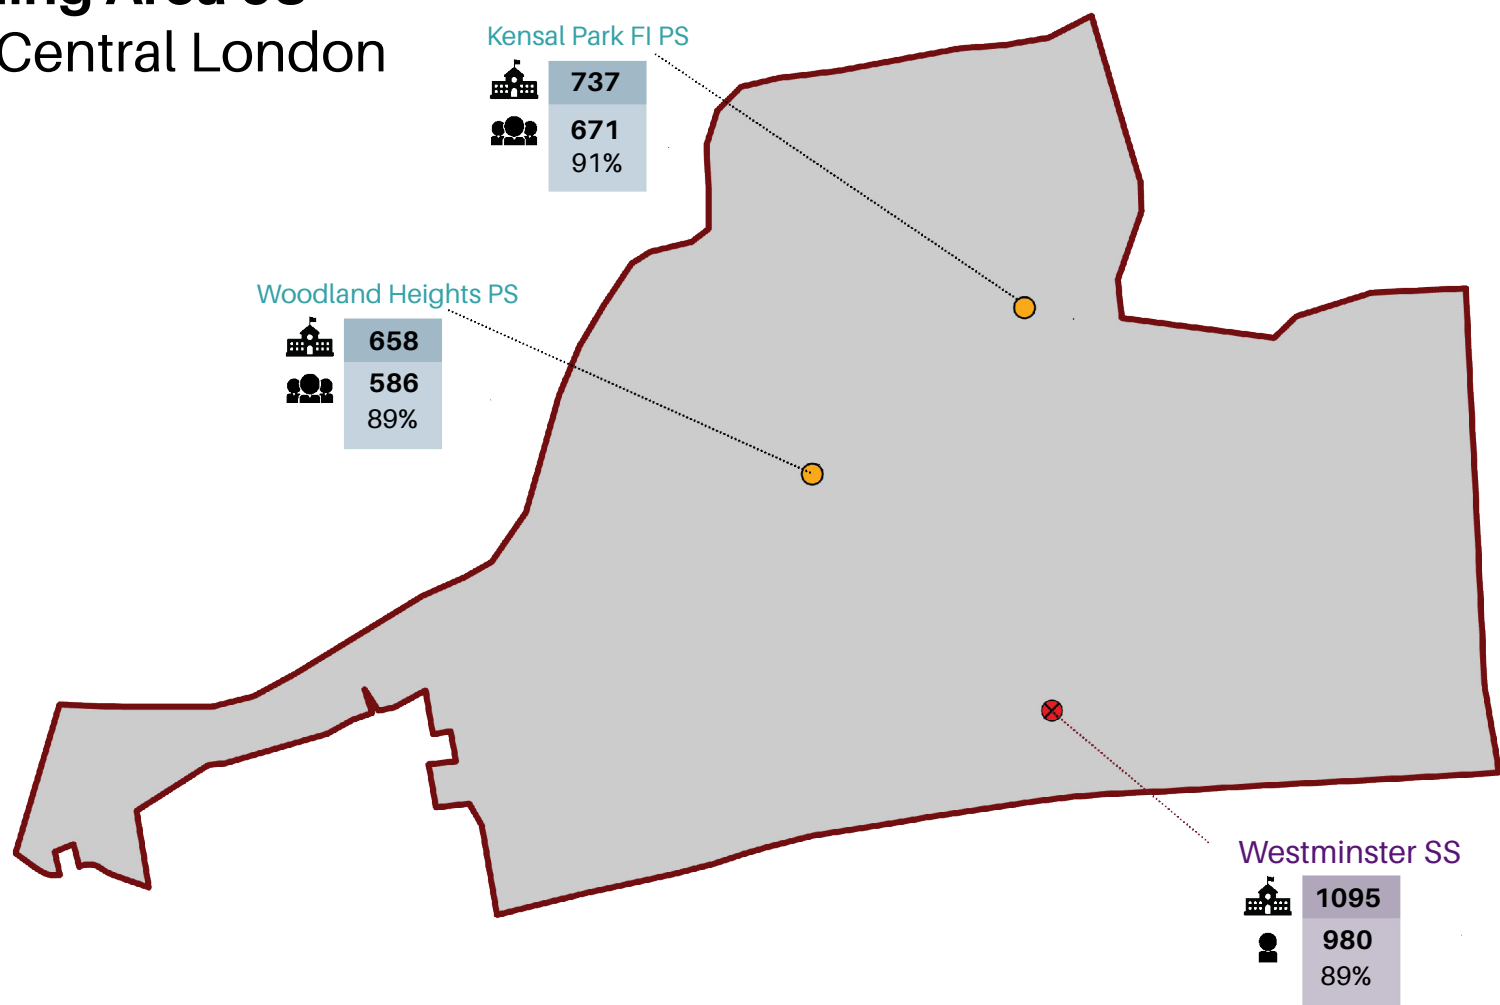 Central London
Kensal Park FI PS
737
671
91%
Woodland Heights PS
658
586
89%
Westminster SS
1095
980
89%